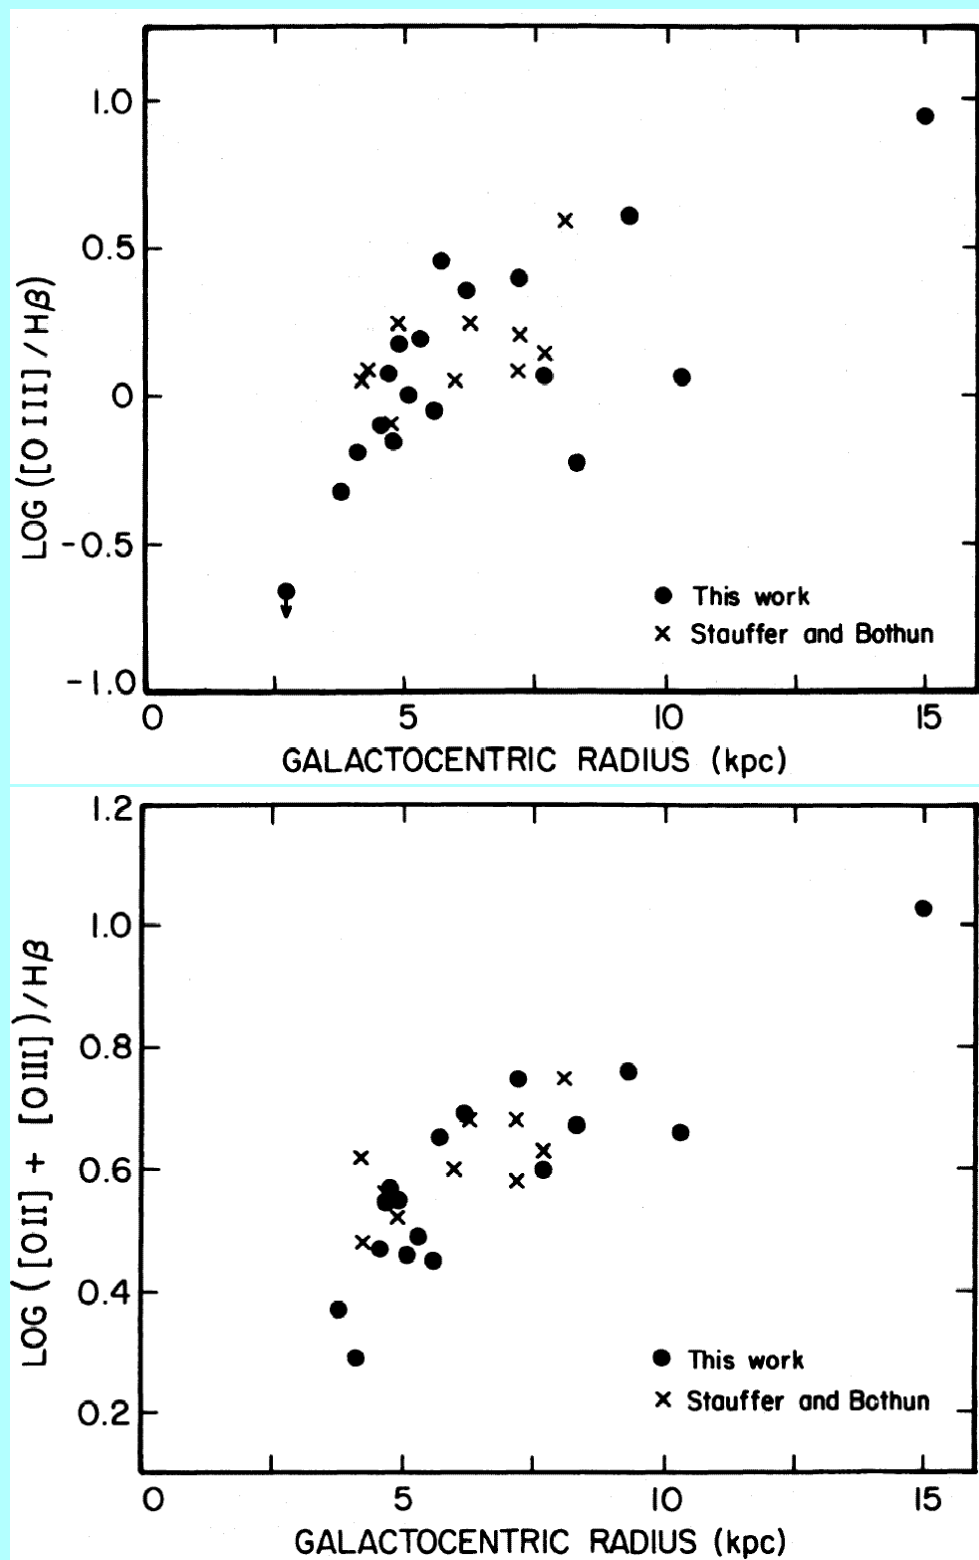 1.0
0.5
0
-0.5
-1.0
LOG ([O III] / Hβ)
This work
Stauffer and Bothun
0 5 10 15
GALACTOCENTRIC RADIUS (kpc)
1.2
1.0
0.8
0.6
0.4
0.2
LOG ([OII] + [OIII])/Hβ
This work
Stauffer and Bothun
0 5 10 15
GALACTOCENTRIC RADIUS (kpc)